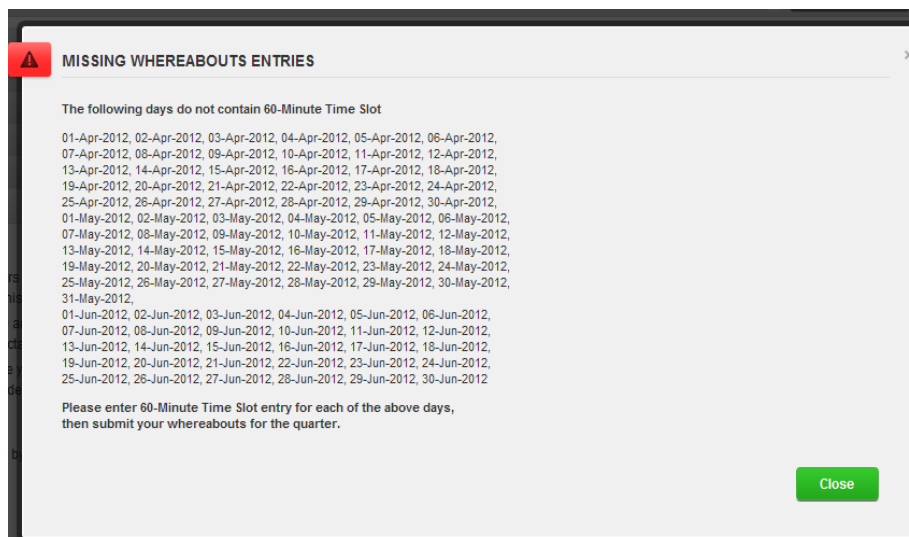 MISSING WHEREABOUTS ENTRIES
The following days do not contain 60-Minute Time Slot
01-Apr-2012, 02-Apr-2012, 03-Apr-2012, 04-Apr-2012, 05-Apr-2012, 06-Apr-2012,
07-Apr-2012, 08-Apr-2012, 09-Apr-2012, 10-Apr-2012, 11-Apr-2012, 12-Apr-2012,
13-Apr-2012, 14-Apr-2012, 15-Apr-2012, 16-Apr-2012, 17-Apr-2012, 18-Apr-2012,
19-Apr-2012, 20-Apr-2012, 21-Apr-2012, 22-Apr-2012, 23-Apr-2012, 24-Apr-2012,
25-Apr-2012, 26-Apr-2012, 27-Apr-2012, 28-Apr-2012, 29-Apr-2012, 30-Apr-2012,
01-May-2012, 02-May-2012, 03-May-2012, 04-May-2012, 05-May-2012, 06-May-2012,
07-May-2012, 08-May-2012, 09-May-2012, 10-May-2012, 11-May-2012, 12-May-2012,
13-May-2012, 14-May-2012, 15-May-2012, 16-May-2012, 17-May-2012, 18-May-2012,
19-May-2012, 20-May-2012, 21-May-2012, 22-May-2012, 23-May-2012, 24-May-2012,
25-May-2012, 26-May-2012, 27-May-2012, 28-May-2012, 29-May-2012, 30-May-2012,
31-May-2012,
01-Jun-2012, 02-Jun-2012, 03-Jun-2012, 04-Jun-2012, 05-Jun-2012, 06-Jun-2012,
07-Jun-2012, 08-Jun-2012, 09-Jun-2012, 10-Jun-2012, 11-Jun-2012, 12-Jun-2012,
13-Jun-2012, 14-Jun-2012, 15-Jun-2012, 16-Jun-2012, 17-Jun-2012, 18-Jun-2012,
19-Jun-2012, 20-Jun-2012, 21-Jun-2012, 22-Jun-2012, 23-Jun-2012, 24-Jun-2012,
25-Jun-2012, 26-Jun-2012, 27-Jun-2012, 28-Jun-2012, 29-Jun-2012, 30-Jun-2012
Please enter 60-Minute Time Slot entry for each of the above days,
then submit your whereabouts for the quarter.
Close